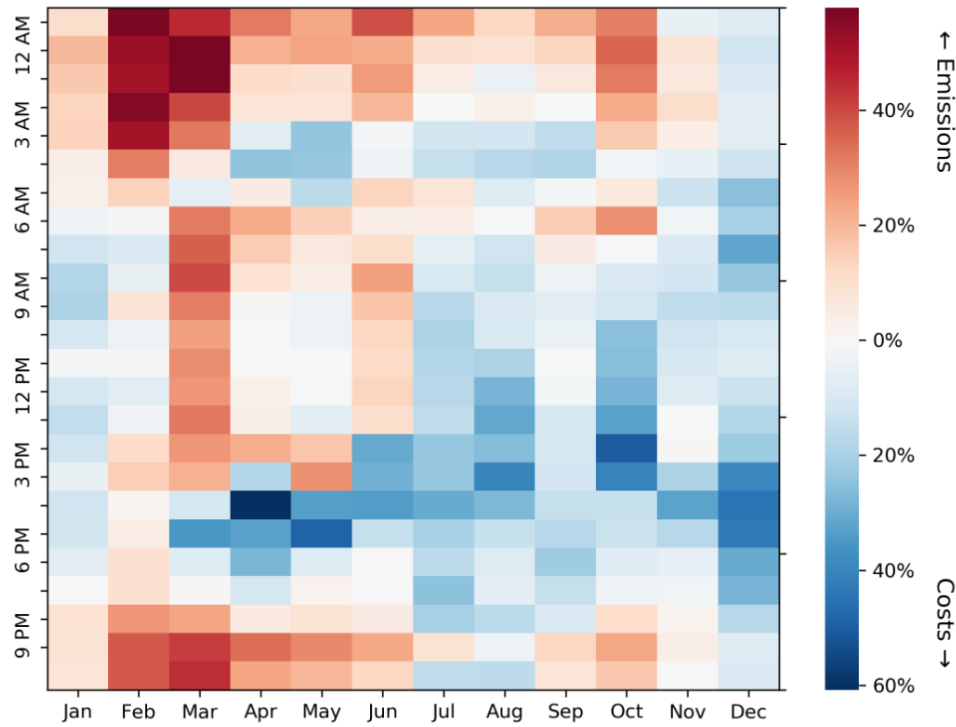 12 AM
3 AM
6 AM
9 AM
12 PM
3 PM
6 PM
9 PM
Jan Feb Mar Apr May Jun Jul Aug Sep Oct Nov Dec
40%
20%
0%
20%
40%
60%
← Emissions
Costs →